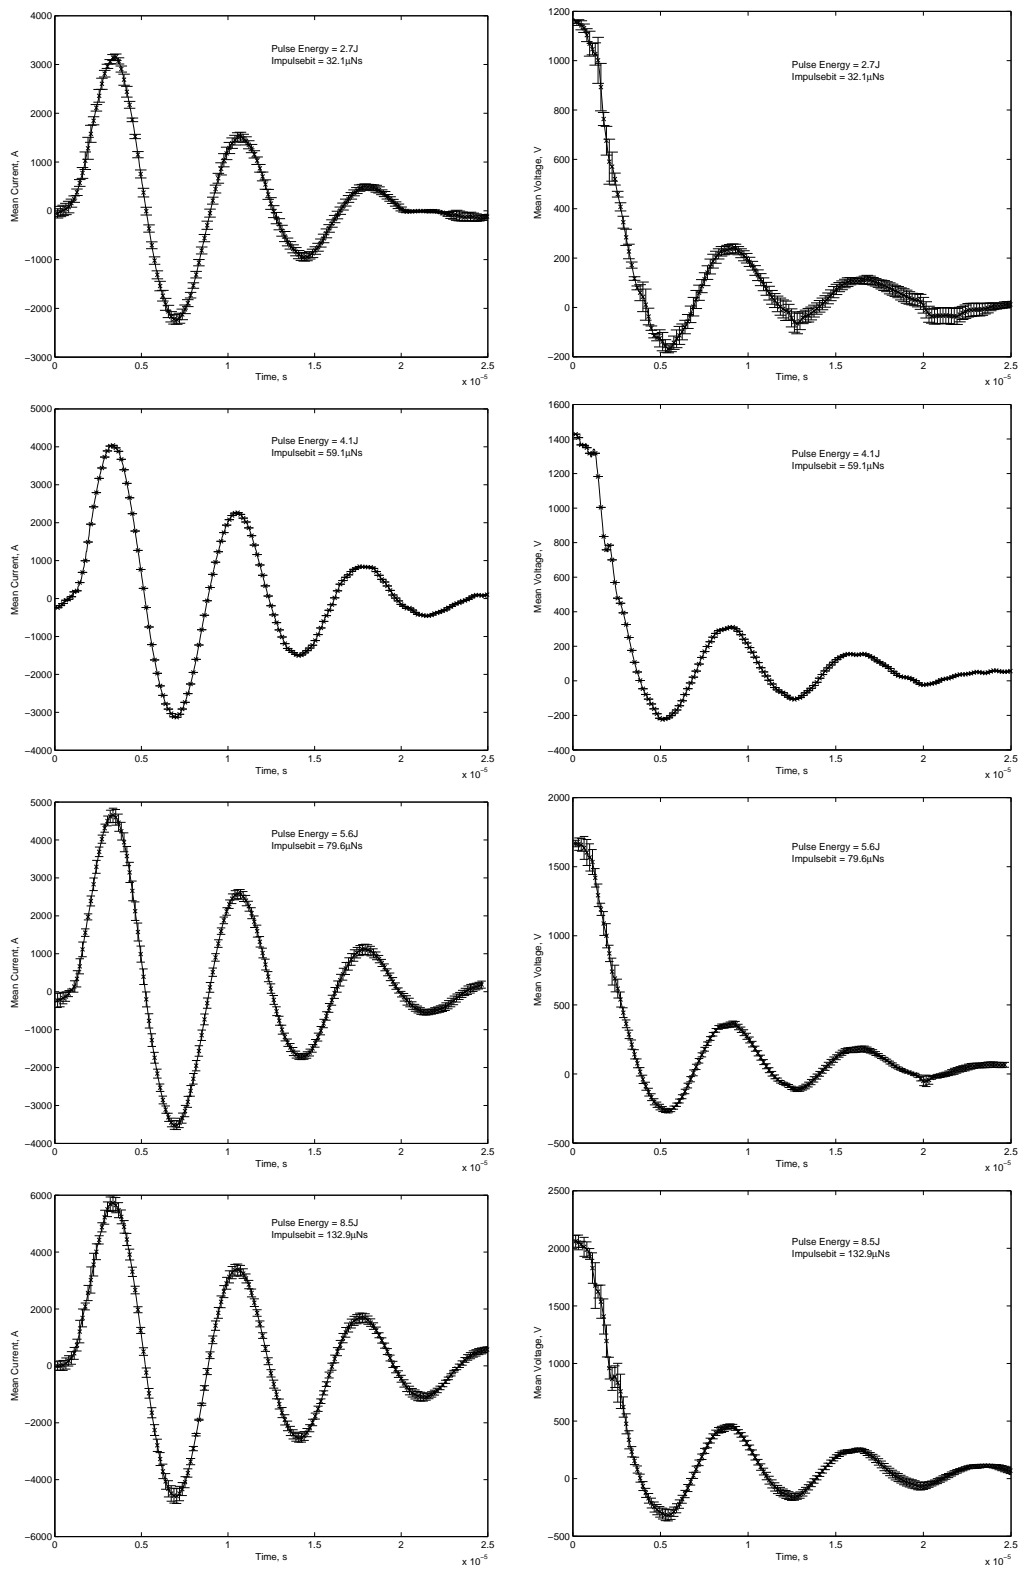 4000
3000
2000
1000
0
−1000
−2000
−3000
Mean Current, A
Pulse Energy = 2.7J
Impulsebit = 32.1μNs
0 0.5 1 1.5 2 2.5
Time, s
x 10⁻⁵
1200
1000
800
600
400
200
0
−200
Mean Voltage, V
Pulse Energy = 2.7J
Impulsebit = 32.1μNs
0 0.5 1 1.5 2 2.5
Time, s
x 10⁻⁵
5000
4000
3000
2000
1000
0
−1000
−2000
−3000
−4000
Mean Current, A
Pulse Energy = 4.1J
Impulsebit = 59.1μNs
0 0.5 1 1.5 2 2.5
Time, s
x 10⁻⁵
1600
1400
1200
1000
800
600
400
200
0
−200
−400
Mean Voltage, V
Pulse Energy = 4.1J
Impulsebit = 59.1μNs
0 0.5 1 1.5 2 2.5
Time, s
x 10⁻⁵
5000
4000
3000
2000
1000
0
−1000
−2000
−3000
−4000
Mean Current, A
Pulse Energy = 5.6J
Impulsebit = 79.6μNs
0 0.5 1 1.5 2 2.5
Time, s
x 10⁻⁵
2000
1500
1000
500
0
−500
Mean Voltage, V
Pulse Energy = 5.6J
Impulsebit = 79.6μNs
0 0.5 1 1.5 2 2.5
Time, s
x 10⁻⁵
6000
4000
2000
0
−2000
−4000
−6000
Mean Current, A
Pulse Energy = 8.5J
Impulsebit = 132.9μNs
0 0.5 1 1.5 2 2.5
Time, s
x 10⁻⁵
2500
2000
1500
1000
500
0
−500
Mean Voltage, V
Pulse Energy = 8.5J
Impulsebit = 132.9μNs
0 0.5 1 1.5 2 2.5
Time, s
x 10⁻⁵